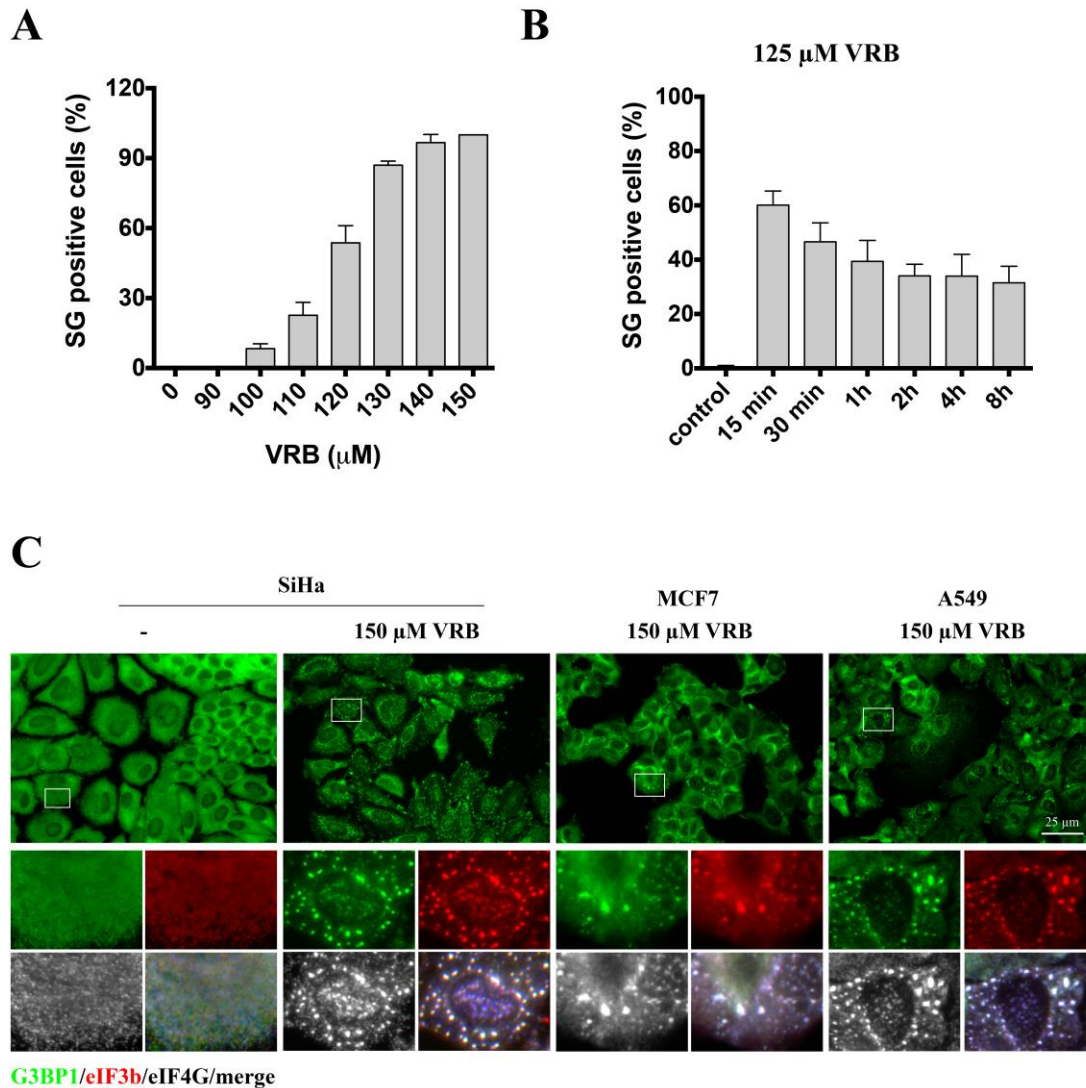 A
SG positive cells (%)
120
90
60
30
0
0 90 100 110 120 130 140 150
VRB (μM)
B
125 μM VRB
SG positive cells (%)
100
80
60
40
20
0
control 15 min 30 min 1h 2h 4h 8h
C
SiHa
MCF7
A549
-
150 μM VRB
150 μM VRB
150 μM VRB
25 μm
G3BP1/eIF3b/eIF4G/merge